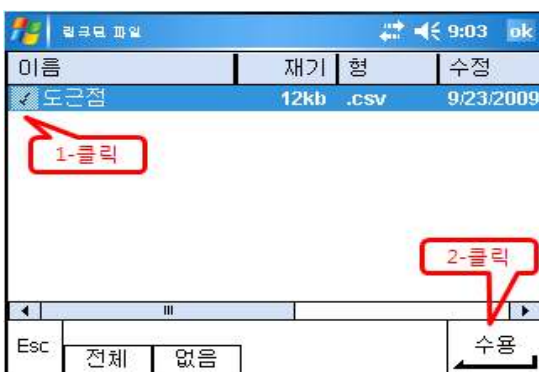 링크된 파일 9:03 ok
이름 재기 형 수정
도근점 12kb .csv 9/23/2009
1-클릭
2-클릭
Esc 전체 없음 수용